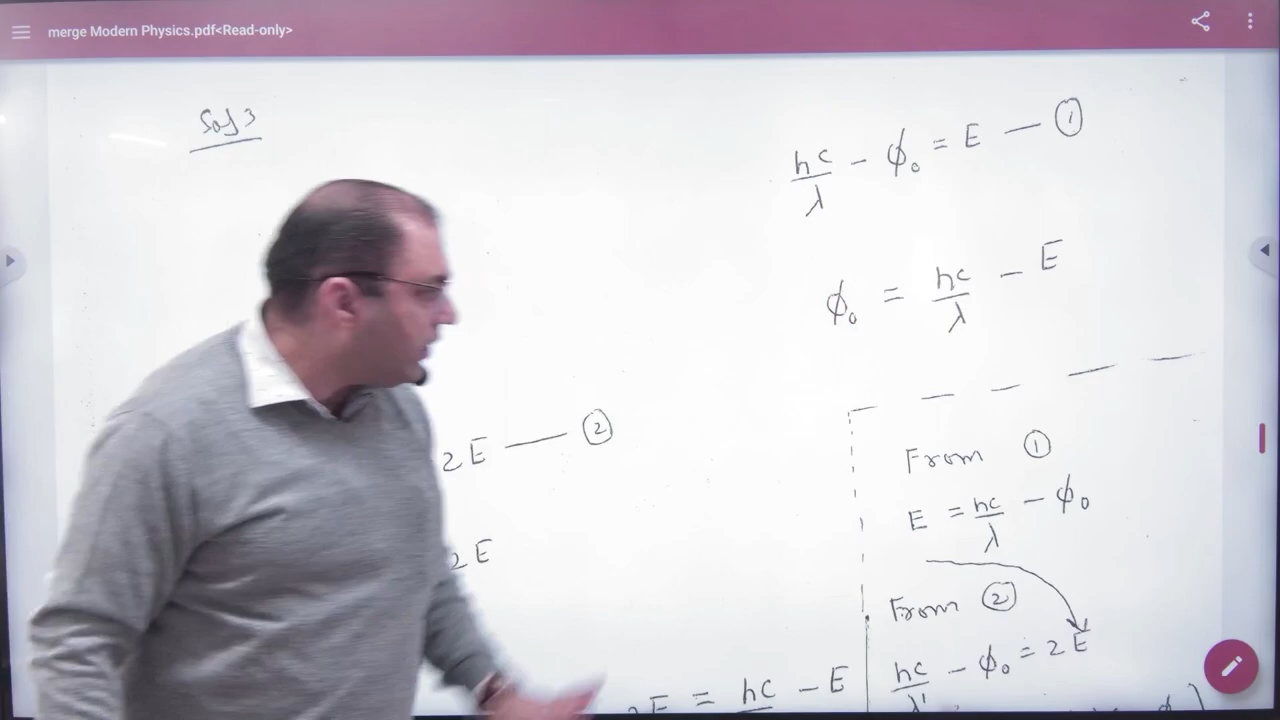 merge Modern Physics.pdf<Read-only>
Sol 3
hc/λ - ϕ₀ = E — ①
ϕ₀ = hc/λ - E
2E — ②
2E
E = hc - E
From ①
E = hc/λ - ϕ₀
From ②
hc/λ' - ϕ₀ = 2E